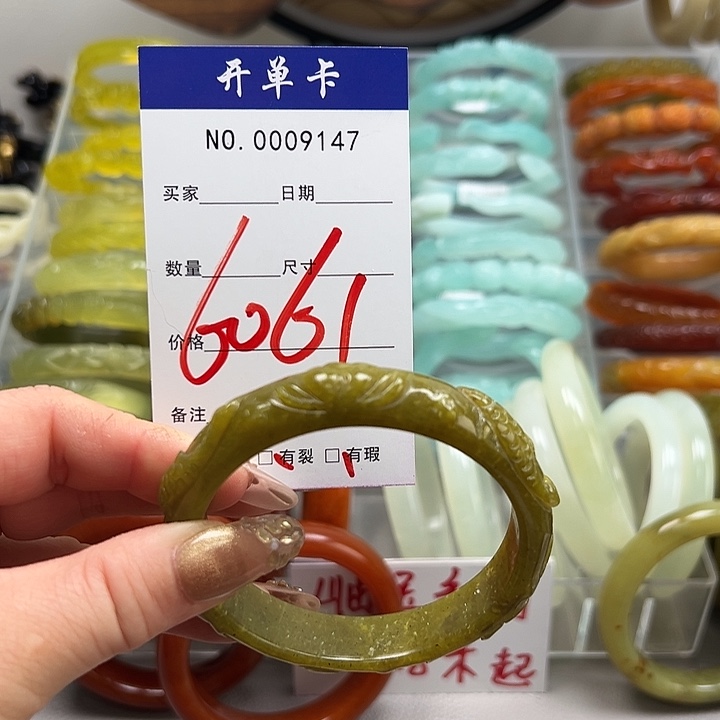 开单卡
NO.0009147
买家 日期
数量 尺寸
6061
价格
备注
□有裂 □有瑕
起